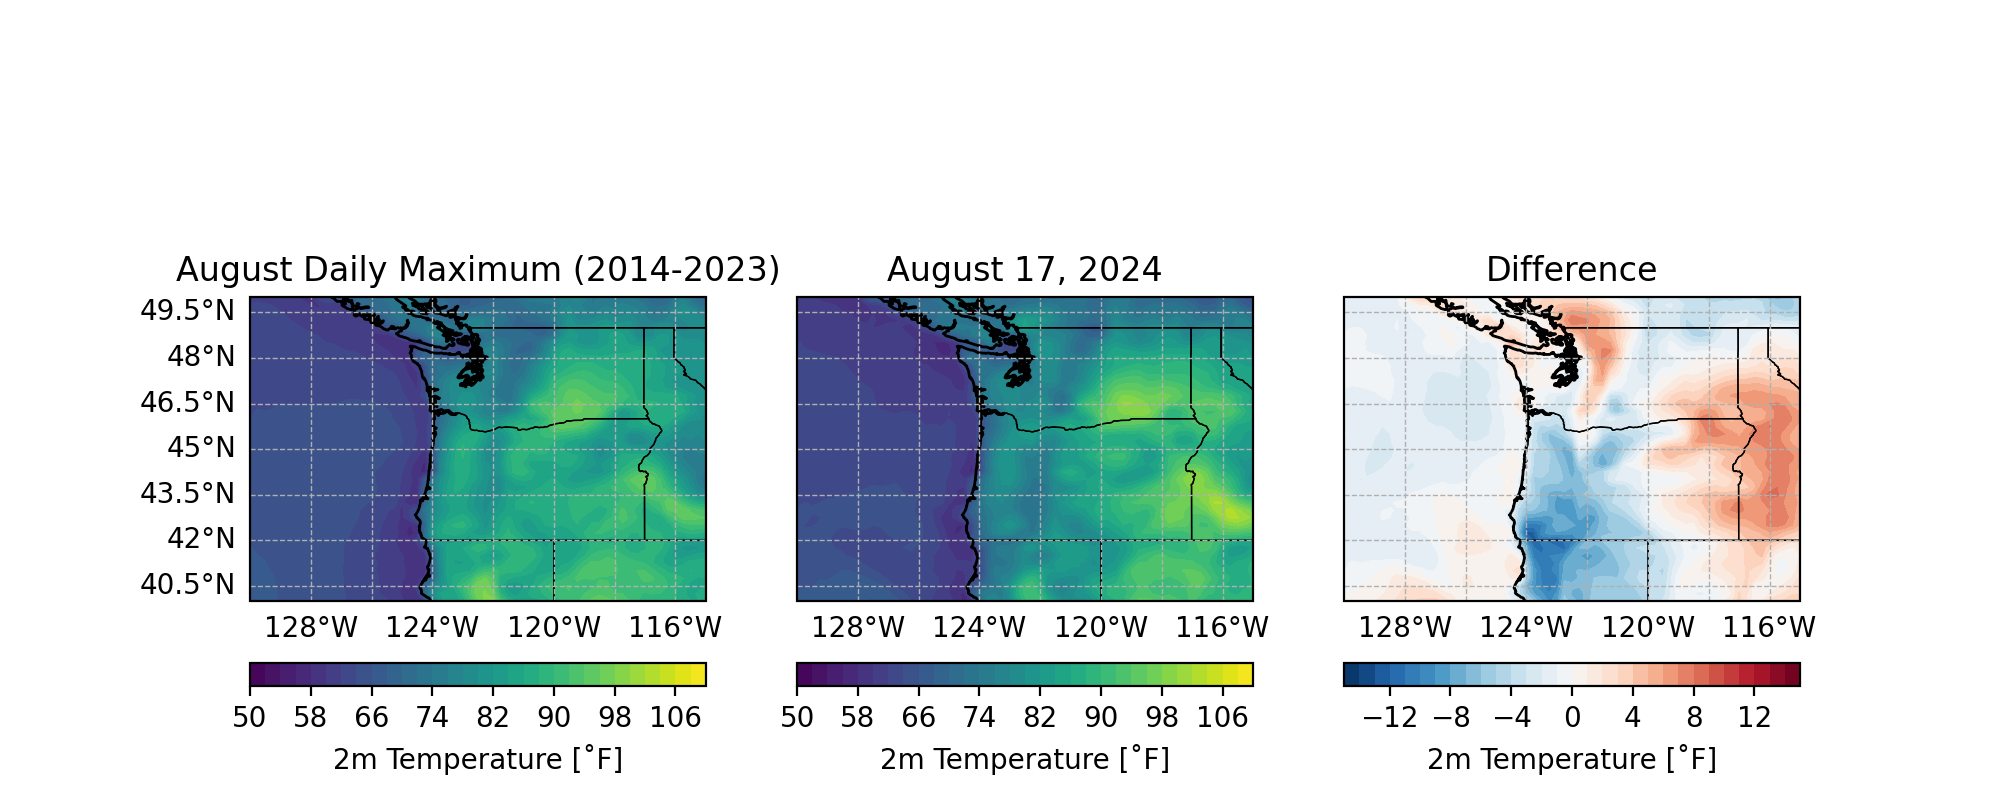 August Daily Maximum (2014-2023)
August 17, 2024
Difference
49.5°N
48°N
46.5°N
45°N
43.5°N
42°N
40.5°N
128°W 124°W 120°W 116°W
128°W 124°W 120°W 116°W
128°W 124°W 120°W 116°W
50 58 66 74 82 90 98 106
50 58 66 74 82 90 98 106
−12 −8 −4 0 4 8 12
2m Temperature [˚F]
2m Temperature [˚F]
2m Temperature [˚F]